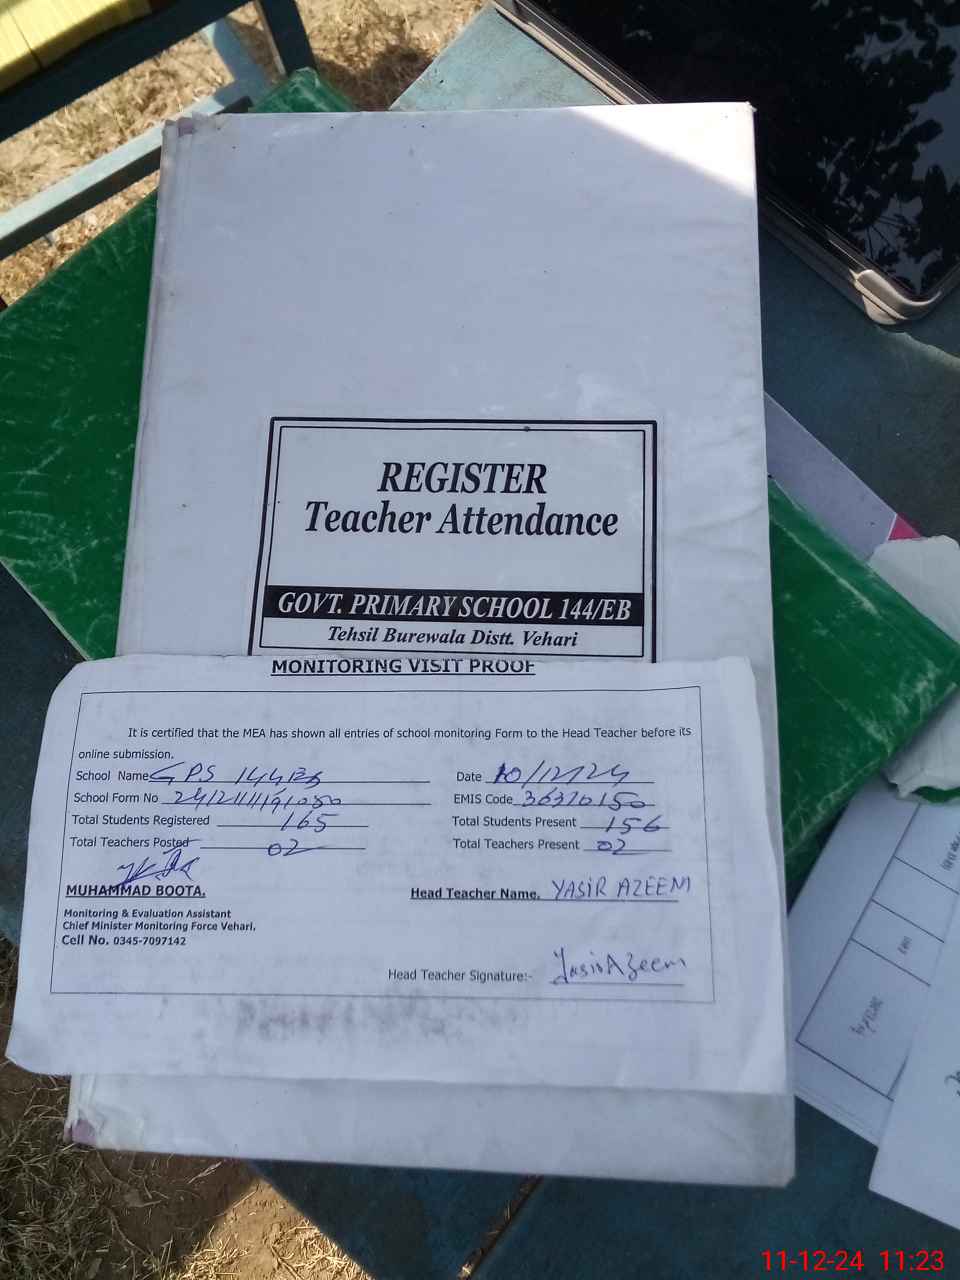 REGISTER
Teacher Attendance
GOVT. PRIMARY SCHOOL 144/EB
Tehsil Burewala Distt. Vehari
MONITORING VISIT PROOF
It is certified that the MEA has shown all entries of school monitoring Form to the Head Teacher before its
online submission.
School Name GPS 144EB Date 10/12/24
School Form No EMIS Code 36320150
Total Students Registered 165 Total Students Present 156
Total Teachers Posted 02 Total Teachers Present 02
MUHAMMAD BOOTA. Head Teacher Name. YASIR AZEEM
Monitoring & Evaluation Assistant
Chief Minister Monitoring Force Vehari.
Cell No. 0345-7097142
Head Teacher Signature:- Yasir Azeem
11-12-24 11:23